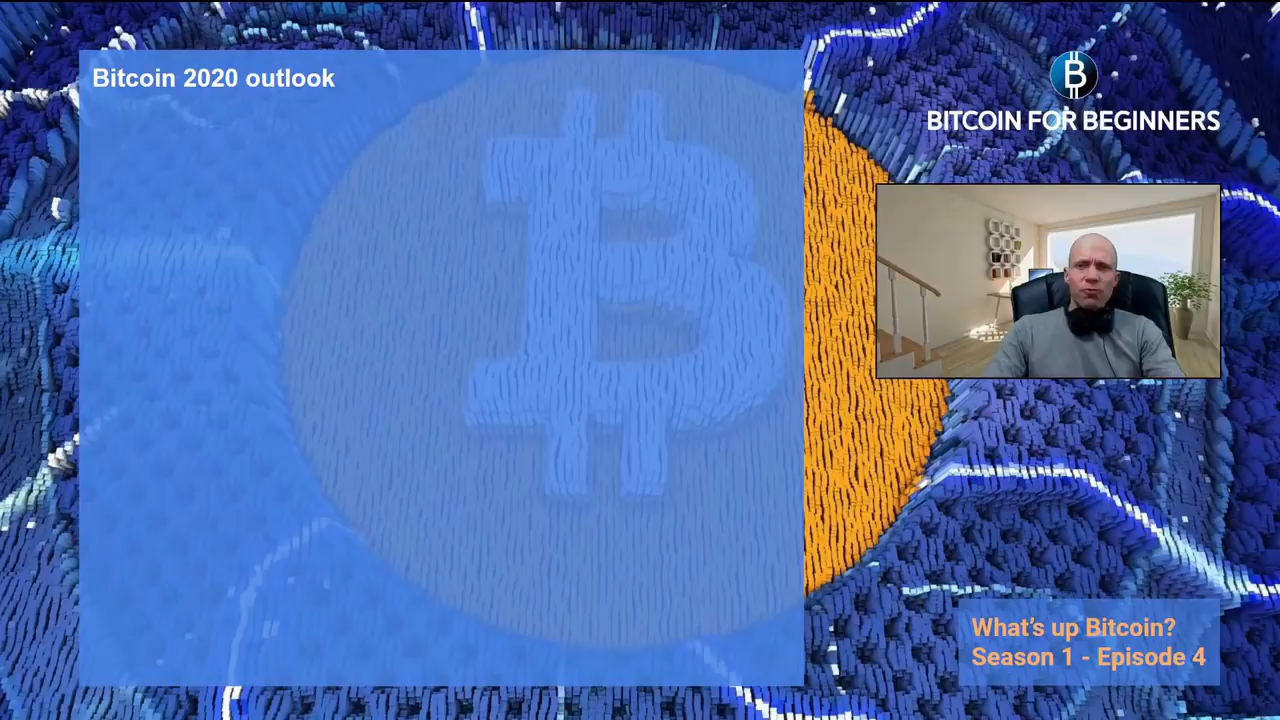 Bitcoin 2020 outlook
BITCOIN FOR BEGINNERS
What's up Bitcoin?
Season 1 - Episode 4